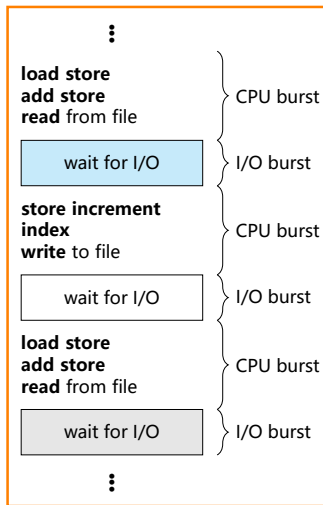 load store
add store
read from file
CPU burst
wait for I/O
I/O burst
store increment
index
write to file
CPU burst
wait for I/O
I/O burst
load store
add store
read from file
CPU burst
wait for I/O
I/O burst